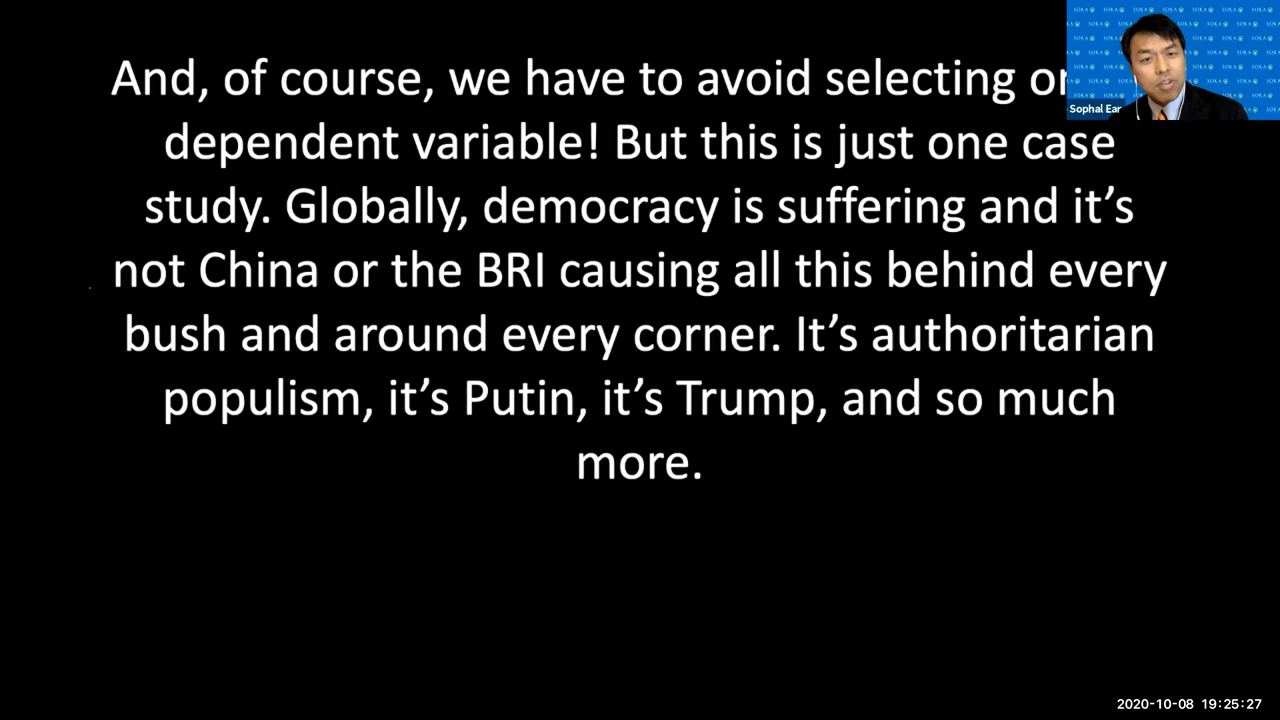 And, of course, we have to avoid selecting
dependent variable! But this is just one case
study. Globally, democracy is suffering and it’s
not China or the BRI causing all this behind every
bush and around every corner. It’s authoritarian
populism, it’s Putin, it’s Trump, and so much
more.
SOKA
Sophal Ear
2020-10-08 19:25:27